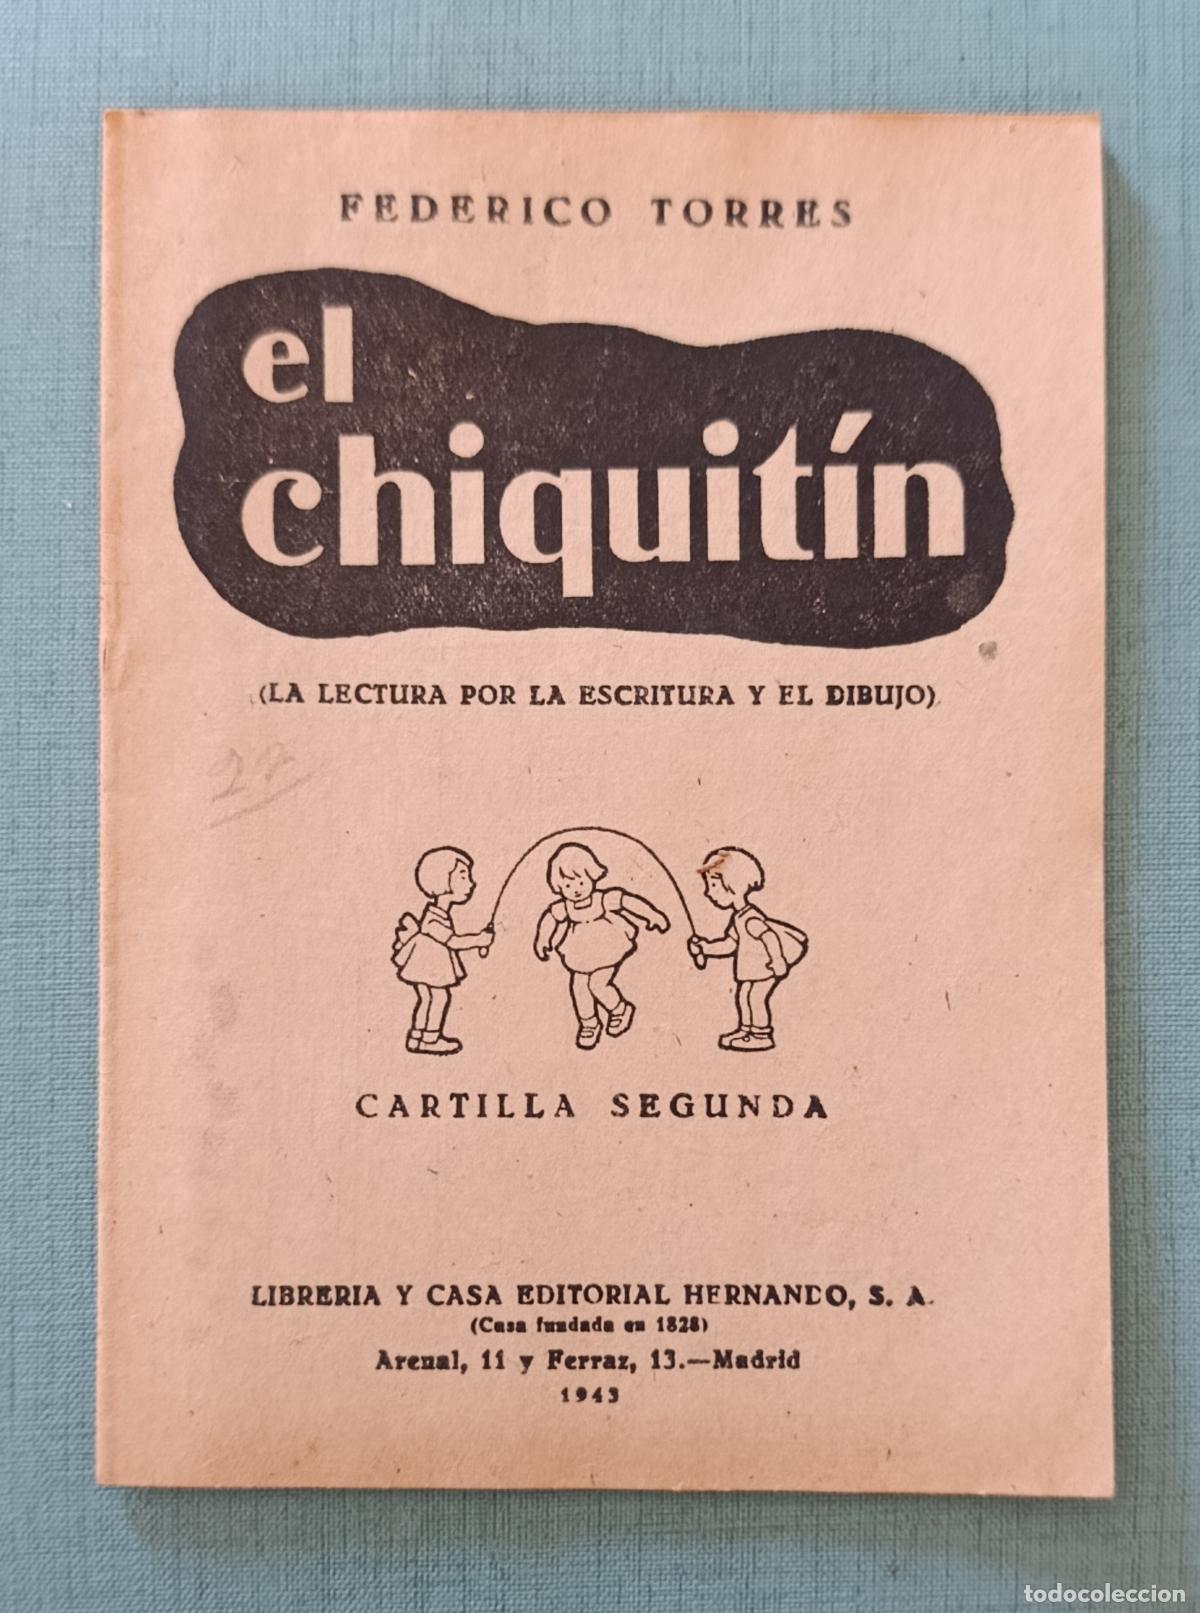 FEDERICO TORRES
el
chiquitín
(LA LECTURA POR LA ESCRITURA Y EL DIBUJO)
CARTILLA SEGUNDA
LIBRERIA Y CASA EDITORIAL HERNANDO, S. A.
(Casa fundada en 1828)
Arenal, 11 y Ferraz, 13.—Madrid
1943
todocoleccion